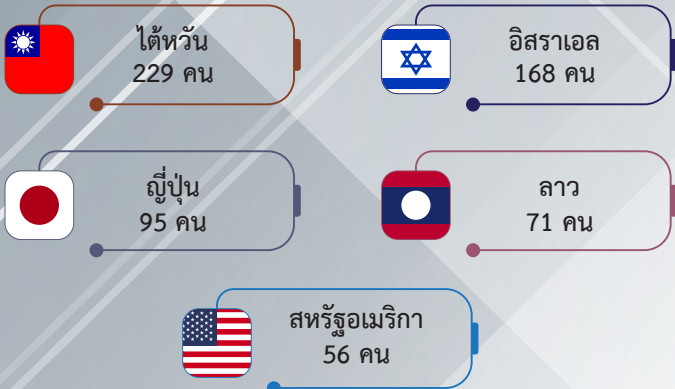 ไต้หวัน
229 คน
อิสราเอล
168 คน
ญี่ปุ่น
95 คน
ลาว
71 คน
สหรัฐอเมริกา
56 คน